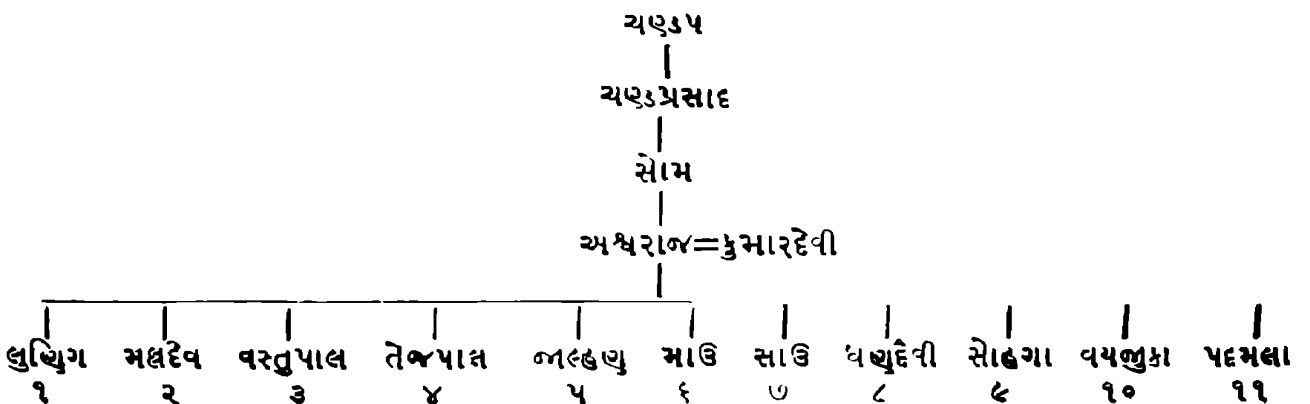 ચણ્ડપ
ચણ્ડપ્રસાદ
સોમ
અશ્વરાજ=કુમારદેવી
લુણિગ મલ્લદેવ વસ્તુપાલ તેજપાલ જાલ્હણુ માઉ સાઉ ધણુદેવી સોહગા વયજુકા પદમલા
૧ ૨ ૩ ૪ ૫ ૬ ૭ ૮ ૯ ૧૦ ૧૧